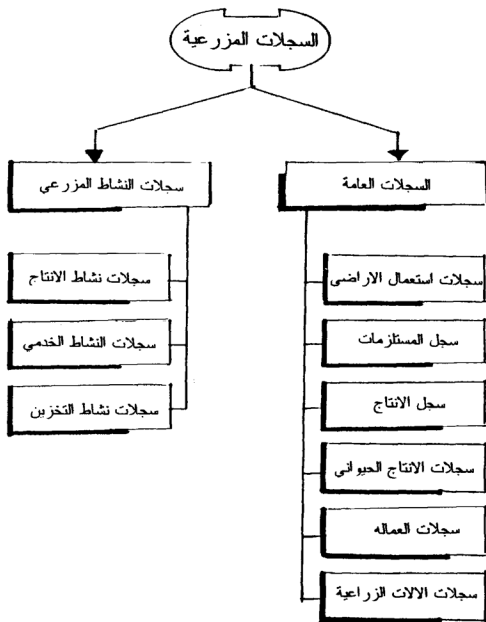 السجلات المزرعية
السجلات العامة
سجلات استعمال الاراضى
سجل المستلزمات
سجل الانتاج
سجلات الانتاج الحيوانى
سجلات العماله
سجلات الالات الزراعية
سجلات النشاط المزرعي
سجلات نشاط الانتاج
سجلات النشاط الخدمي
سجلات نشاط التخزين